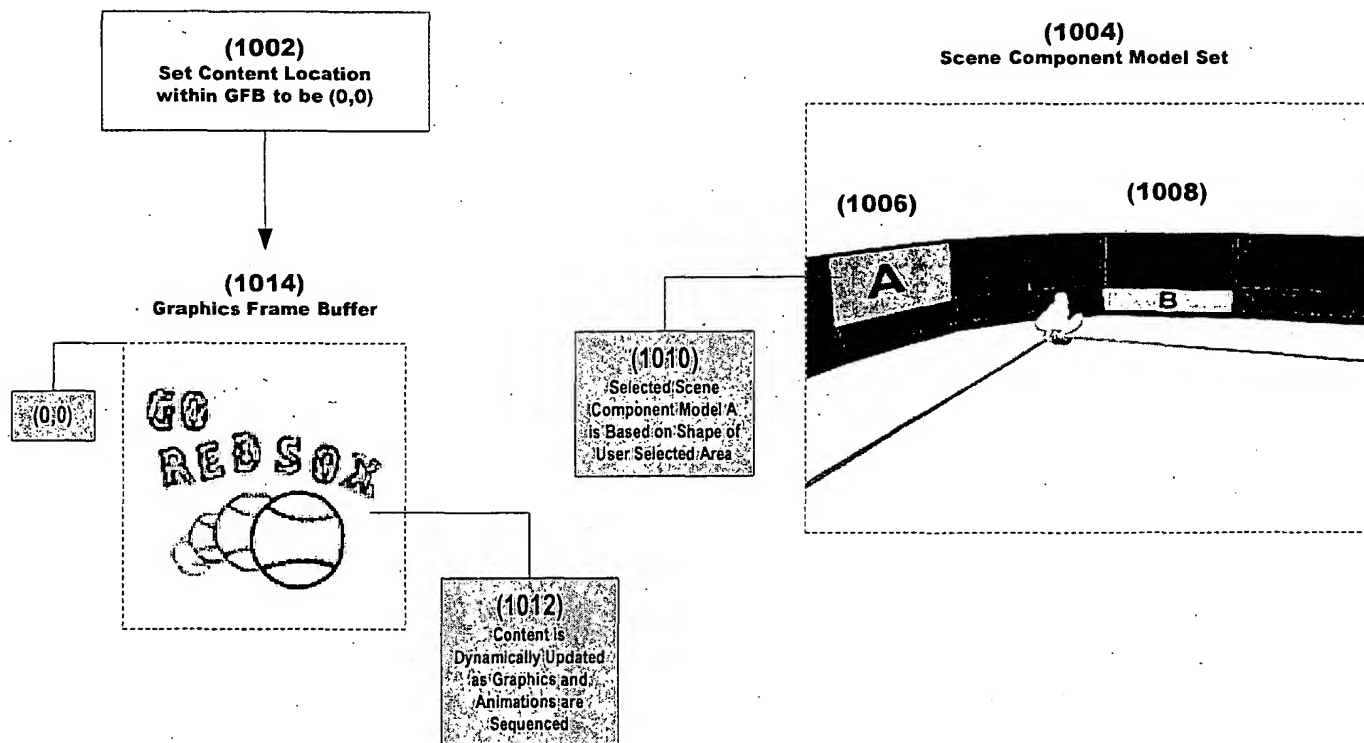 (1002)
Set Content Location
within GFB to be (0,0)
(1014)
Graphics Frame Buffer
(0,0)
GO
REDSOX
(1012)
Content is
Dynamically Updated
as Graphics and
Animations are
Sequenced
(1004)
Scene Component Model Set
(1006)
(1008)
A
B
(1010)
Selected Scene
Component Model A
is Based on Shape of
User Selected Area